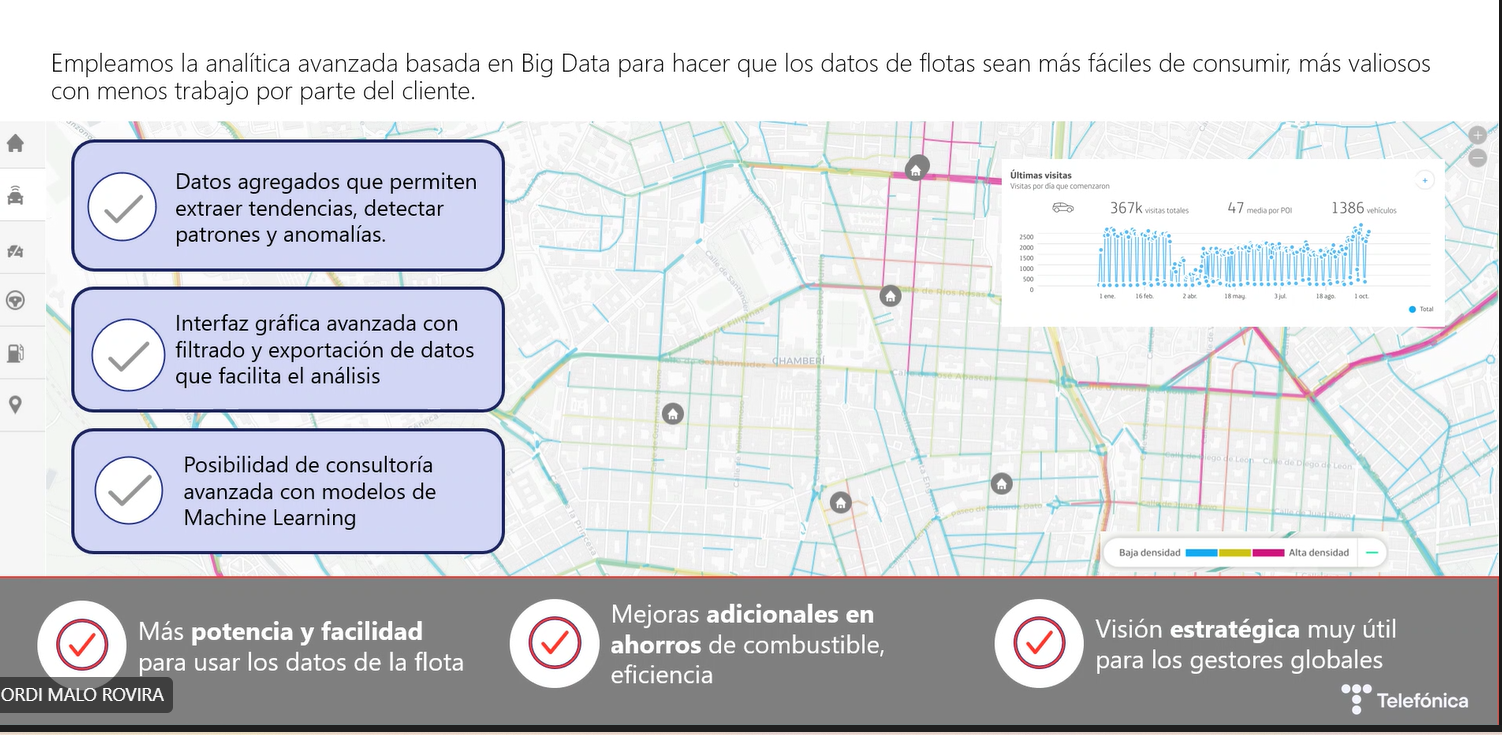 Empleamos la analítica avanzada basada en Big Data para hacer que los datos de flotas sean más fáciles de consumir, más valiosos
con menos trabajo por parte del cliente.
Datos agregados que permiten
extraer tendencias, detectar
patrones y anomalías.
Interfaz gráfica avanzada con
filtrado y exportación de datos
que facilita el análisis
Posibilidad de consultoría
avanzada con modelos de
Machine Learning
CHAMBERÍ
Últimas visitas
Visitas por día que comenzaron
367k visitas totales
47 media por POI
1386 vehículos
2500
2000
1500
1000
500
0
1 ene. 16 feb. 2 abr. 18 may. 3 jul. 18 ago. 1 oct.
Total
Calle de Diego de León
Baja densidad
Alta densidad
Más potencia y facilidad
para usar los datos de la flota
Mejoras adicionales en
ahorros de combustible,
eficiencia
Visión estratégica muy útil
para los gestores globales
ORDI MALO ROVIRA
Telefónica